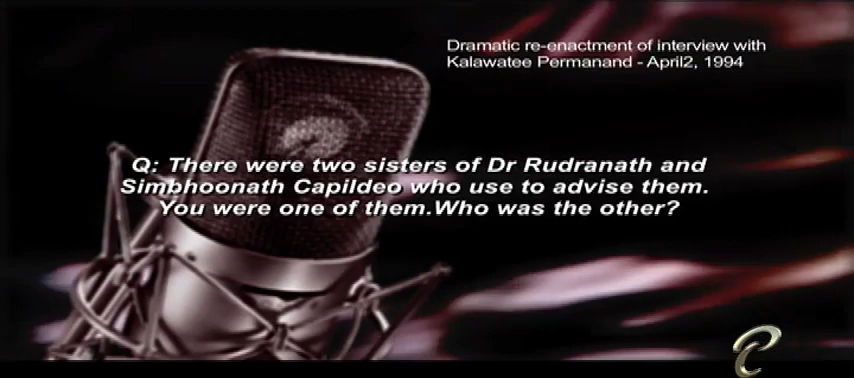 Dramatic re-enactment of interview with
Kalawatee Permanand - April2, 1994
Q: There were two sisters of Dr Rudranath and
Simbhoonath Capildeo who use to advise them.
You were one of them.Who was the other?